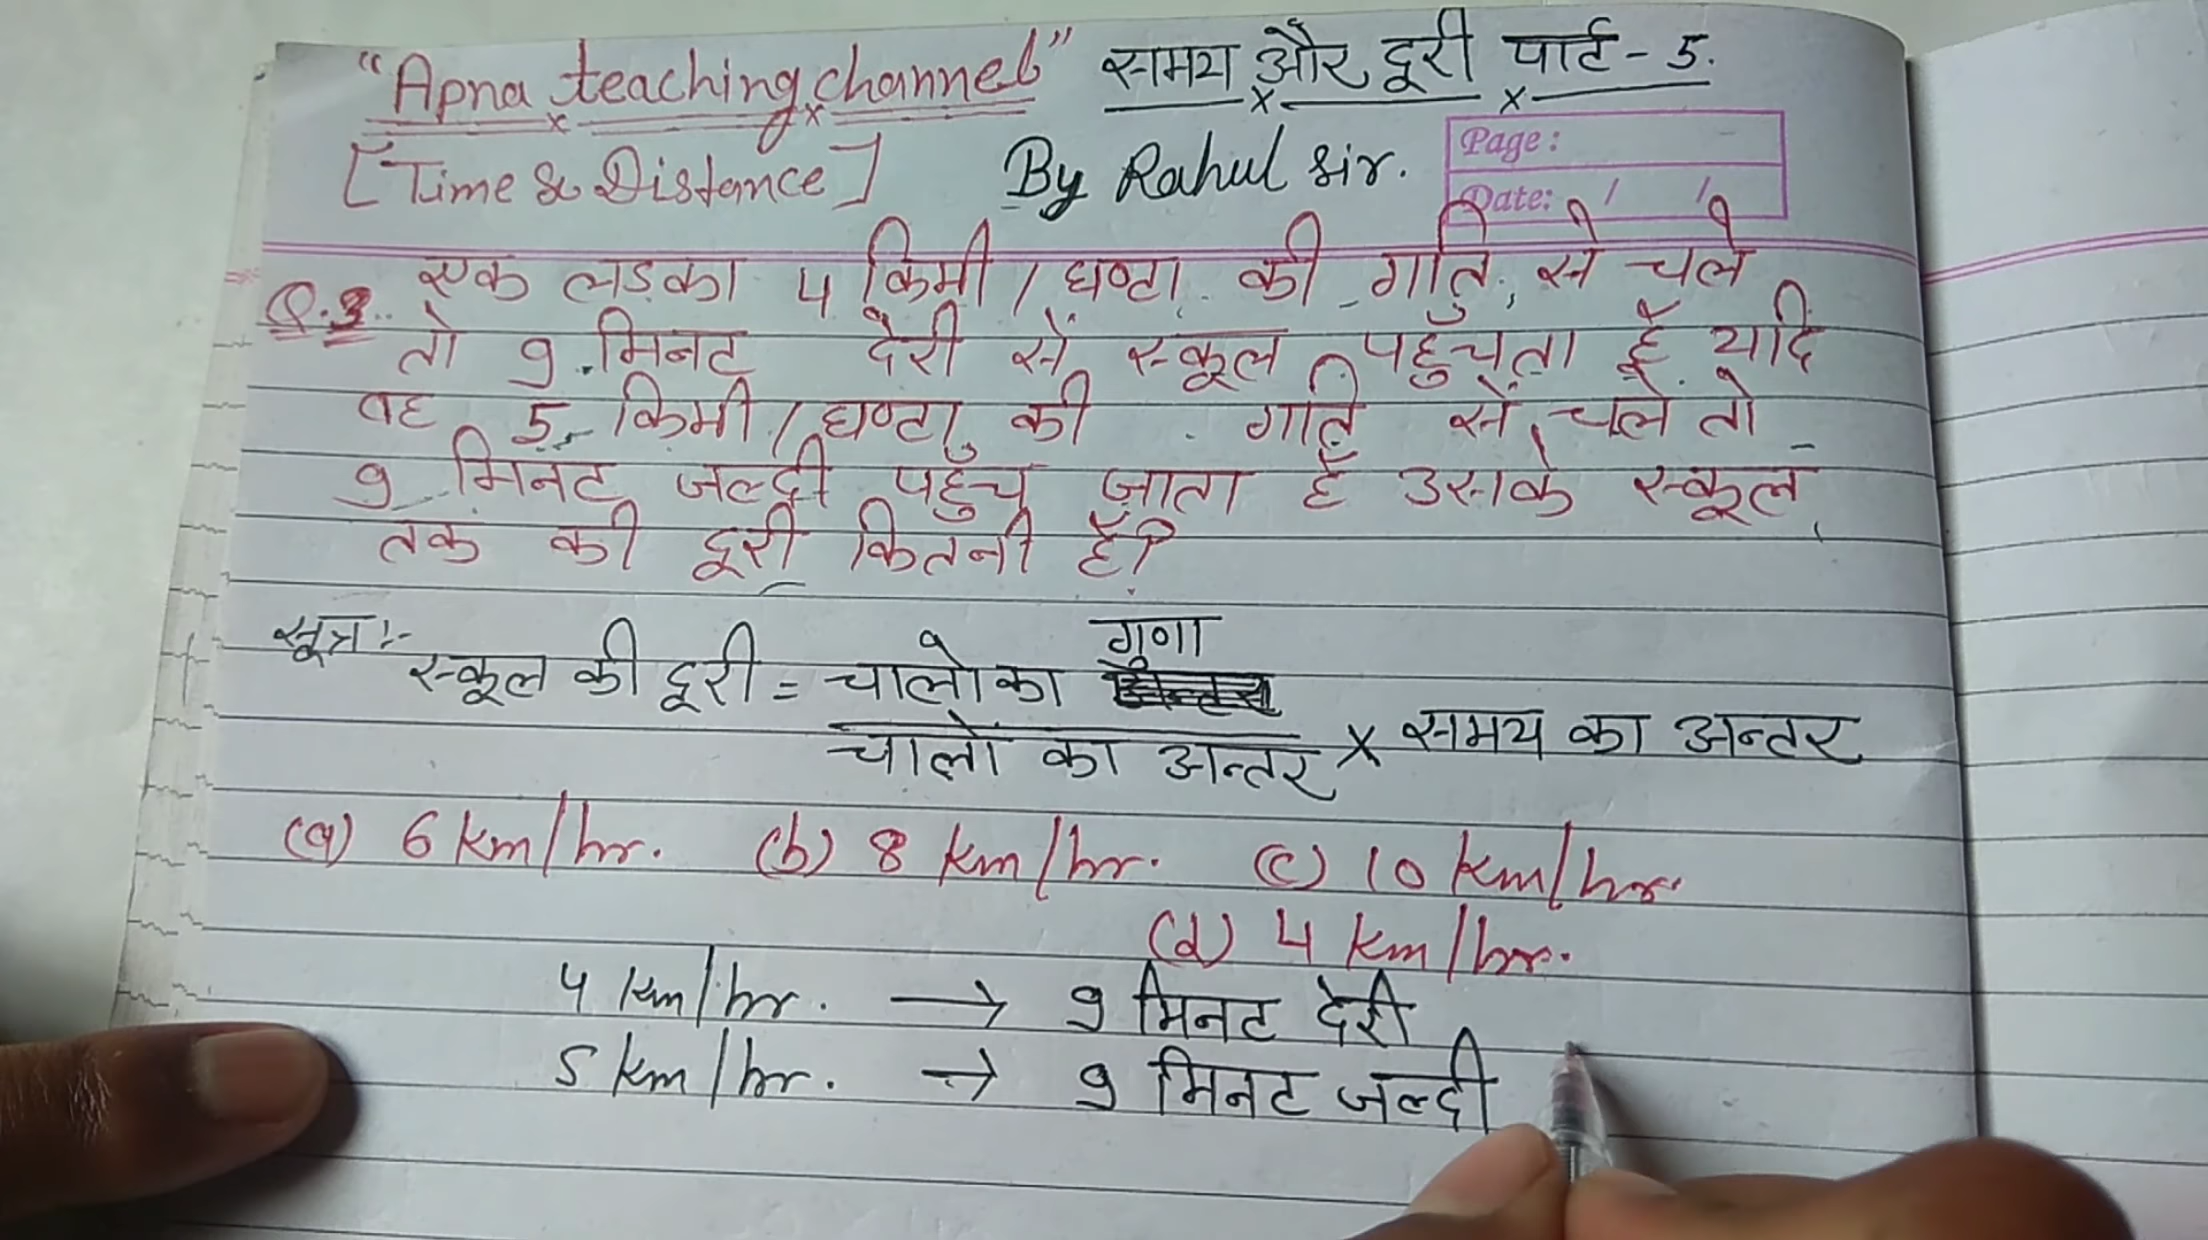 "Apna teaching channel" समय और दूरी पार्ट - 5.
[Time & Distance] By Rahul sir.
Page :
Date: / /
Q.3. एक लड़का 4 किमी / घण्टा की गति से चले
तो 9 मिनट देरी से स्कूल पहुँचता है यदि
वह 5 किमी / घण्टा की गति से चले तो
9 मिनट जल्दी पहुँच जाता है उसके स्कूल
तक की दूरी कितनी है?
सूत्र :- स्कूल की दूरी = चालो का गुणा
चालो का अन्तर × समय का अन्तर
(a) 6 km/hr. (b) 8 km/hr. (c) 10 km/hr.
(d) 4 km/hr.
4 km/hr. → 9 मिनट देरी
5 km/hr. → 9 मिनट जल्दी